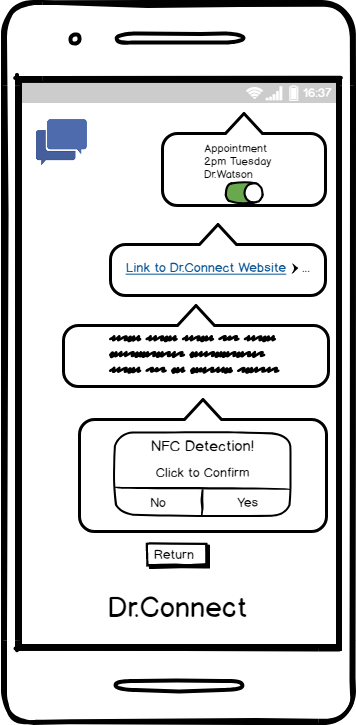 16:37
Appointment
2pm Tuesday
Dr.Watson
Link to Dr.Connect Website ...
NFC Detection!
Click to Confirm
No Yes
Return
Dr.Connect